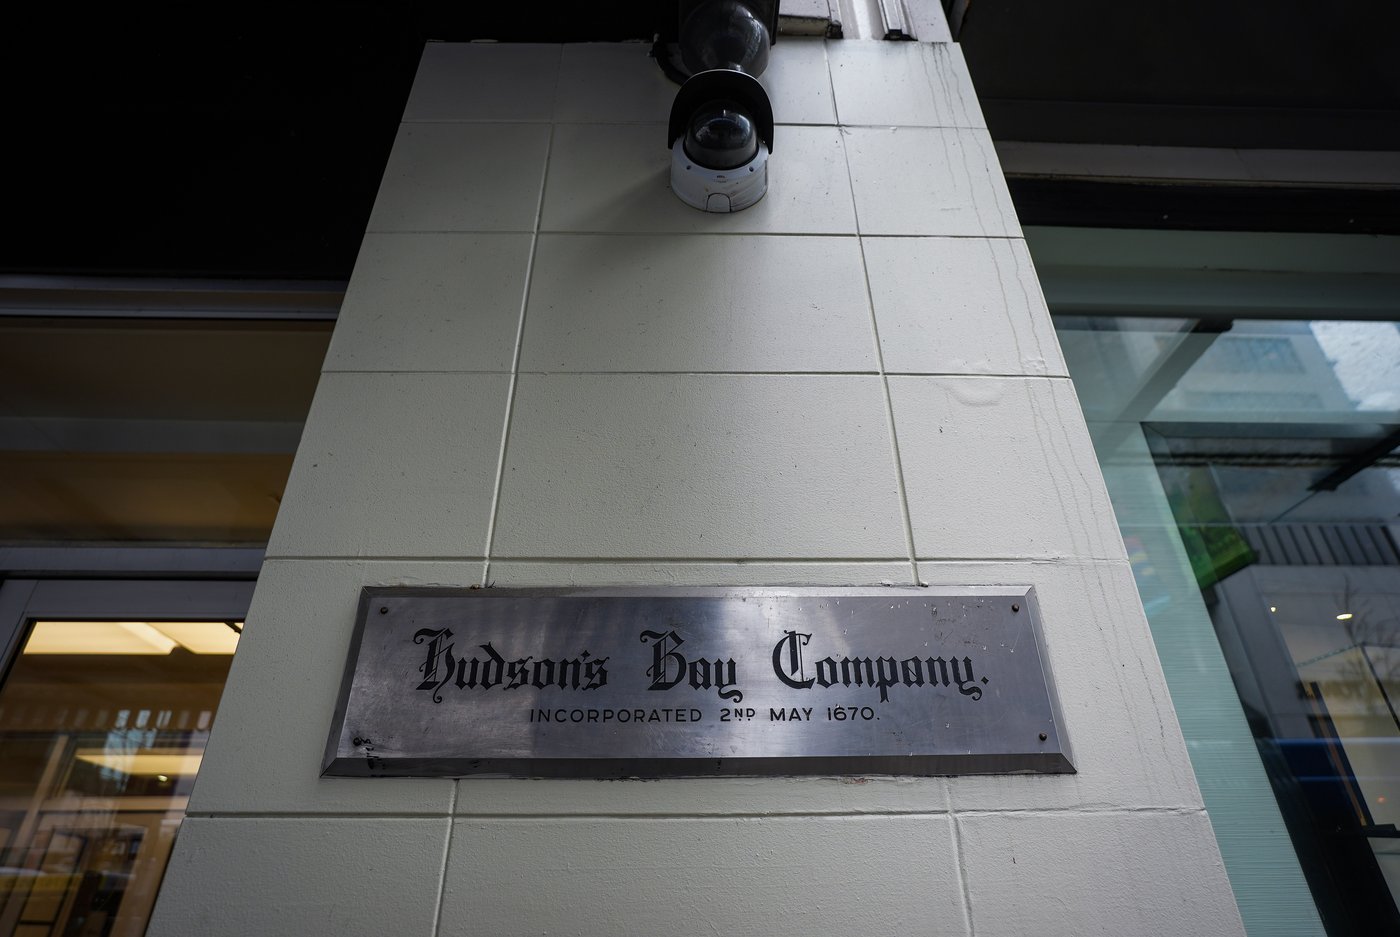 Hudson's Bay Company.
INCORPORATED 2ND MAY 1670.